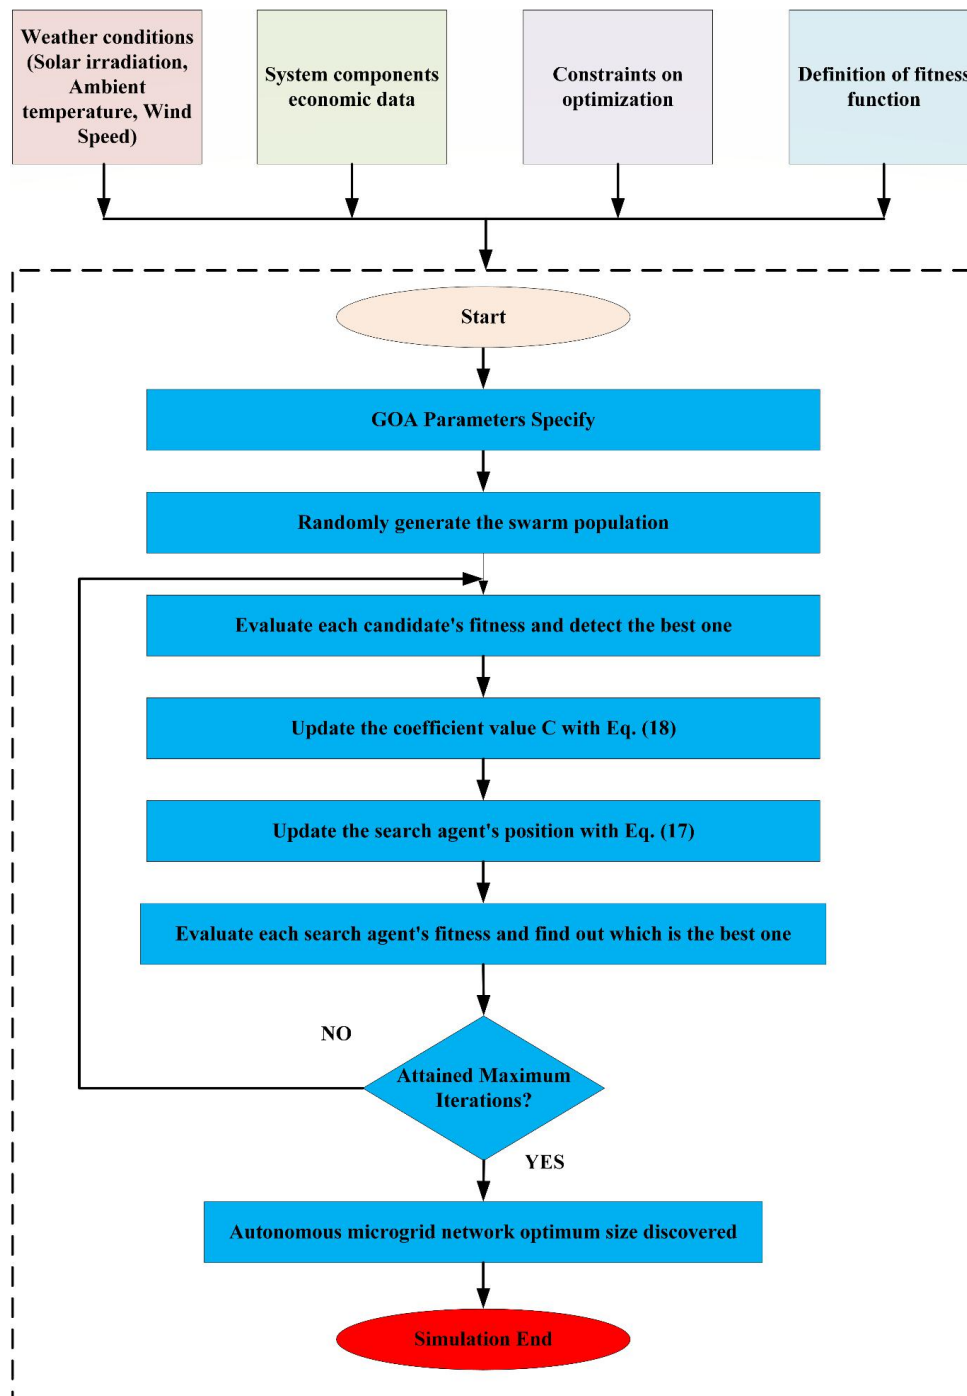 Weather conditions
(Solar irradiation,
Ambient
temperature, Wind
Speed)
System components
economic data
Constraints on
optimization
Definition of fitness
function
Start
GOA Parameters Specify
Randomly generate the swarm population
Evaluate each candidate's fitness and detect the best one
Update the coefficient value C with Eq. (18)
Update the search agent's position with Eq. (17)
Evaluate each search agent's fitness and find out which is the best one
NO
Attained Maximum
Iterations?
YES
Autonomous microgrid network optimum size discovered
Simulation End